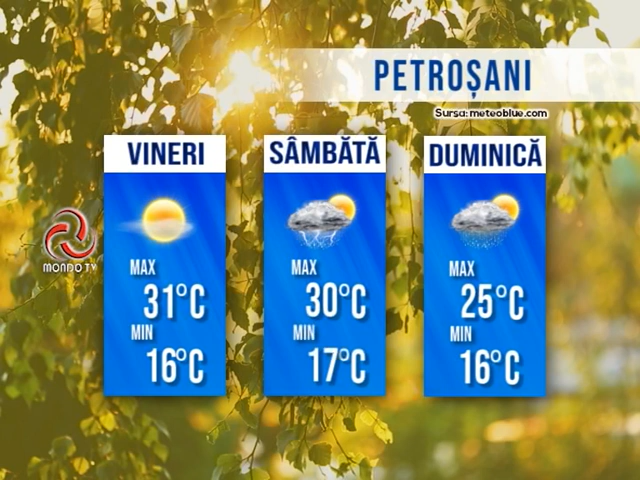 PETROȘANI
Sursa: meteoblue.com
VINERI
MAX
31°C
MIN
16°C
SÂMBĂTĂ
MAX
30°C
MIN
17°C
DUMINICĂ
MAX
25°C
MIN
16°C
MONDO TV